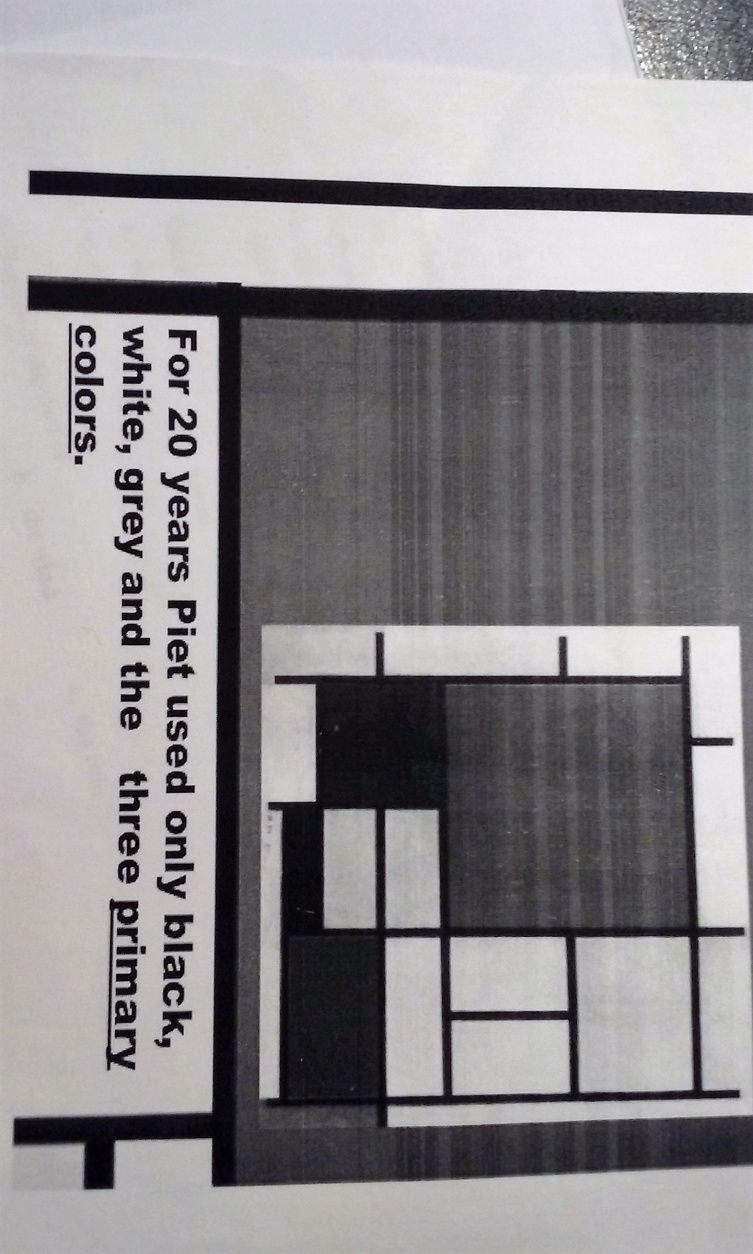 For 20 years Piet used only black,
white, grey and the three primary
colors.